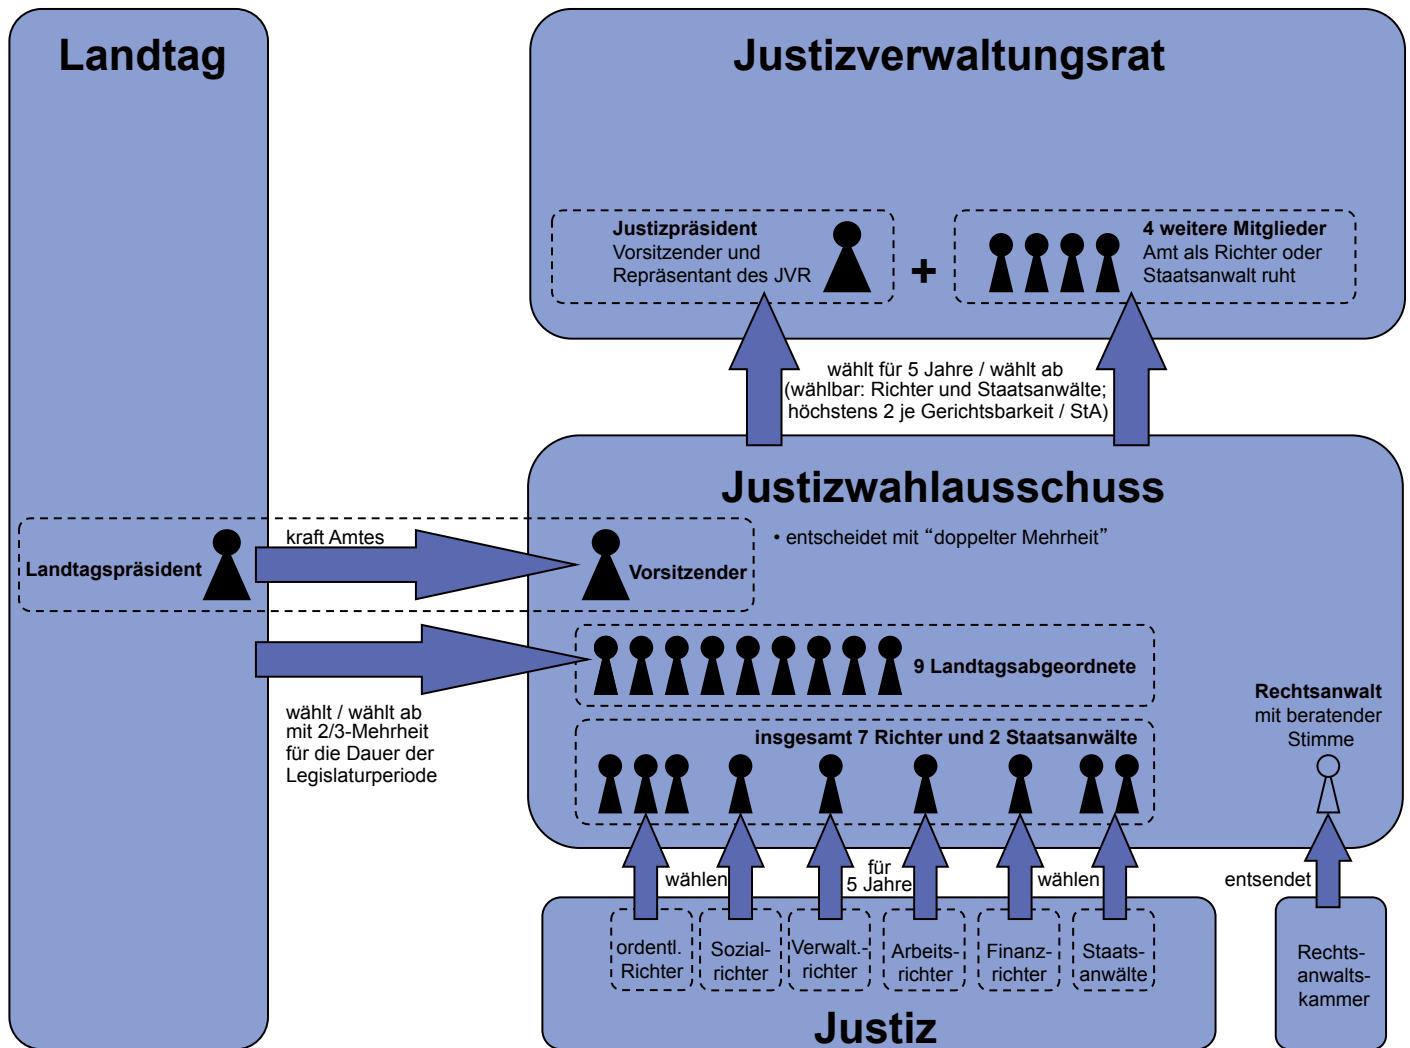 Landtag
Justizverwaltungsrat
Justizpräsident
Vorsitzender und
Repräsentant des JVR
+
4 weitere Mitglieder
Amt als Richter oder
Staatsanwalt ruht
wählt für 5 Jahre / wählt ab
(wählbar: Richter und Staatsanwälte;
höchstens 2 je Gerichtsbarkeit / StA)
Justizwahlausschuss
• entscheidet mit “doppelter Mehrheit”
Landtagspräsident
kraft Amtes
Vorsitzender
9 Landtagsabgeordnete
wählt / wählt ab
mit 2/3-Mehrheit
für die Dauer der
Legislaturperiode
insgesamt 7 Richter und 2 Staatsanwälte
Rechtsanwalt
mit beratender
Stimme
wählen
für
5 Jahre
wählen
entsendet
ordentl.
Richter
Sozial-
richter
Verwalt.-
richter
Arbeits-
richter
Finanz-
richter
Staats-
anwälte
Rechts-
anwalts-
kammer
Justiz